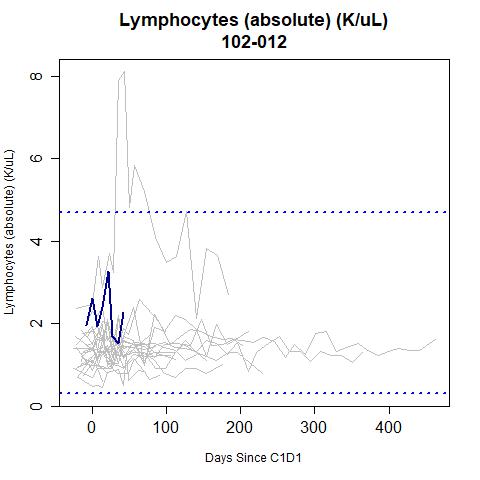 Lymphocytes (absolute) (K/uL)
102-012
Lymphocytes (absolute) (K/uL)
8
6
4
2
0
0 100 200 300 400
Days Since C1D1